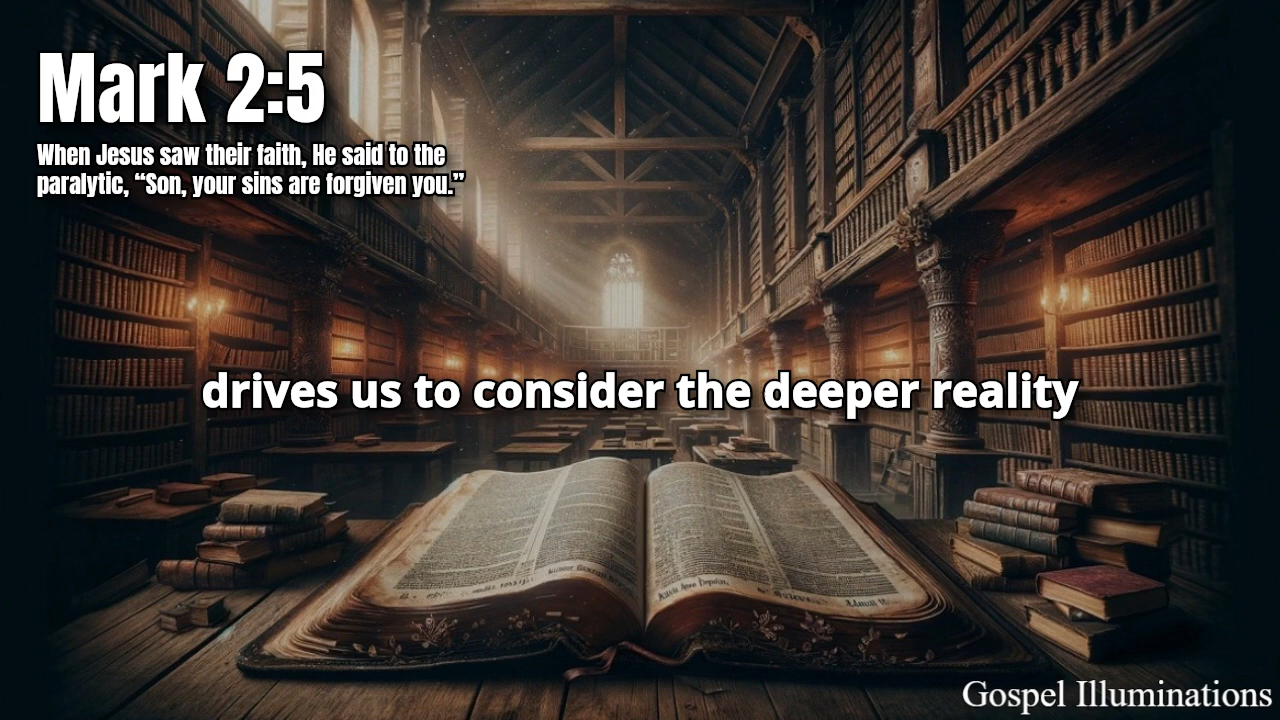 Mark 2:5
When Jesus saw their faith, He said to the
paralytic, “Son, your sins are forgiven you.”
drives us to consider the deeper reality
Gospel Illuminations